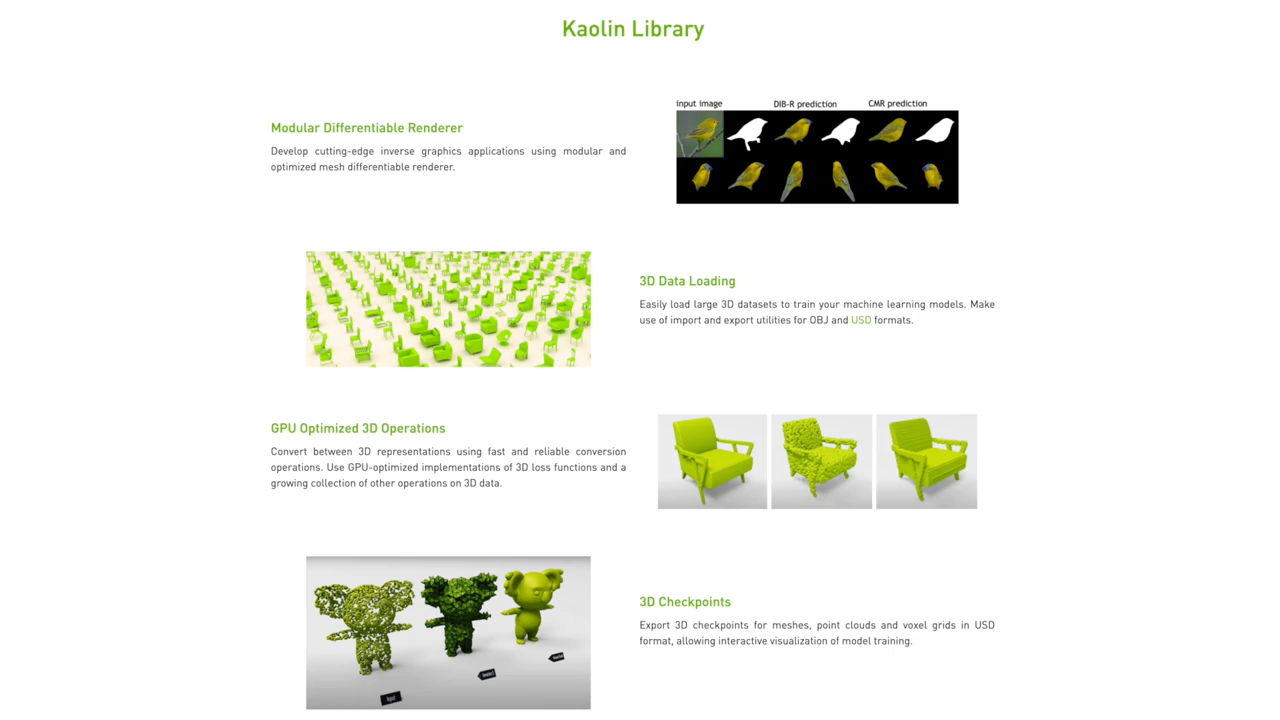 Kaolin Library
input image DIB-R prediction CMR prediction
Modular Differentiable Renderer
Develop cutting-edge inverse graphics applications using modular and
optimized mesh differentiable renderer.
3D Data Loading
Easily load large 3D datasets to train your machine learning models. Make
use of import and export utilities for OBJ and USD formats.
GPU Optimized 3D Operations
Convert between 3D representations using fast and reliable conversion
operations. Use GPU-optimized implementations of 3D loss functions and a
growing collection of other operations on 3D data.
3D Checkpoints
Export 3D checkpoints for meshes, point clouds and voxel grids in USD
format, allowing interactive visualization of model training.
Input